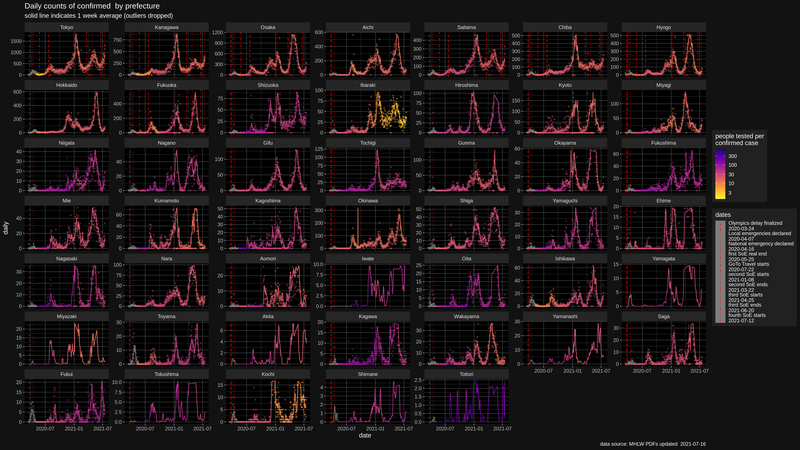 Daily counts of confirmed by prefecture
solid line indicates 1 week average (outliers dropped)
Tokyo
Kanagawa
Osaka
Aichi
Saitama
Chiba
Hyogo
Hokkaido
Fukuoka
Shizuoka
Ibaraki
Hiroshima
Kyoto
Miyagi
Niigata
Nagano
Gifu
Tochigi
Gunma
Okayama
Fukushima
Mie
Kumamoto
Kagoshima
Okinawa
Shiga
Yamaguchi
Ehime
Nagasaki
Nara
Aomori
Iwate
Oita
Ishikawa
Yamagata
Miyazaki
Toyama
Akita
Kagawa
Wakayama
Yamanashi
Saga
Fukui
Tokushima
Kochi
Shimane
Tottori
2020-07 2021-01 2021-07
daily
date
people tested per
confirmed case
300
100
30
10
3
dates
Olympics delay finalized
2020-03-24
Local emergencies declared
2020-04-07
National emergency declared
2020-04-16
first SoE real end
2020-05-25
GoTo Travel starts
2020-07-22
second SoE starts
2021-01-08
second SoE ends
2021-03-22
third SoE starts
2021-04-25
third SoE ends
2021-06-20
fourth SoE starts
2021-07-12
data source: MHLW PDFs updated 2021-07-16